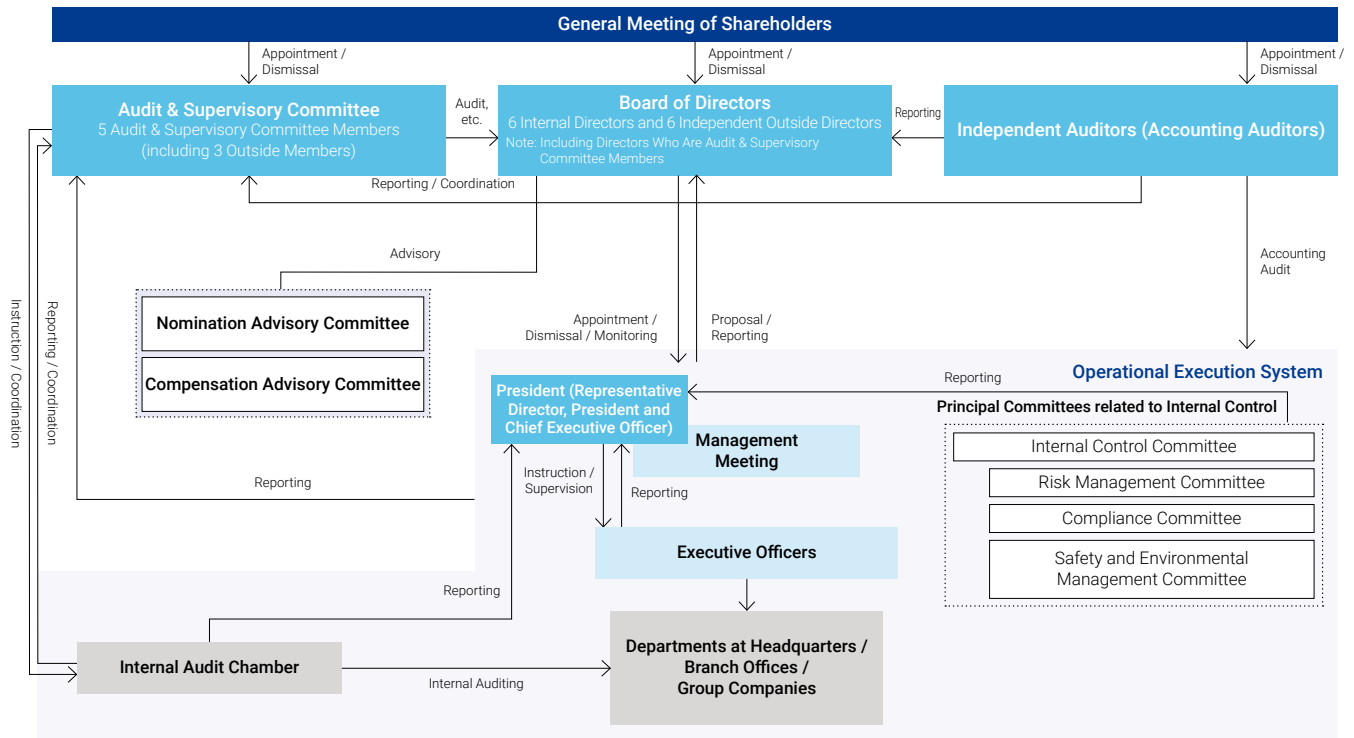 General Meeting of Shareholders
Appointment /
Dismissal
Appointment /
Dismissal
Appointment /
Dismissal
Audit & Supervisory Committee
5 Audit & Supervisory Committee Members
(including 3 Outside Members)
Audit,
etc.
Board of Directors
6 Internal Directors and 6 Independent Outside Directors
Note: Including Directors Who Are Audit & Supervisory
Committee Members
Reporting
Independent Auditors (Accounting Auditors)
Reporting / Coordination
Advisory
Accounting
Audit
Instruction / Coordination
Reporting / Coordination
Nomination Advisory Committee
Compensation Advisory Committee
Appointment /
Dismissal / Monitoring
Proposal /
Reporting
Operational Execution System
Reporting
President (Representative
Director, President and
Chief Executive Officer)
Management
Meeting
Principal Committees related to Internal Control
Internal Control Committee
Risk Management Committee
Compliance Committee
Safety and Environmental
Management Committee
Reporting
Instruction /
Supervision
Reporting
Executive Officers
Reporting
Internal Audit Chamber
Internal Auditing
Departments at Headquarters /
Branch Offices /
Group Companies